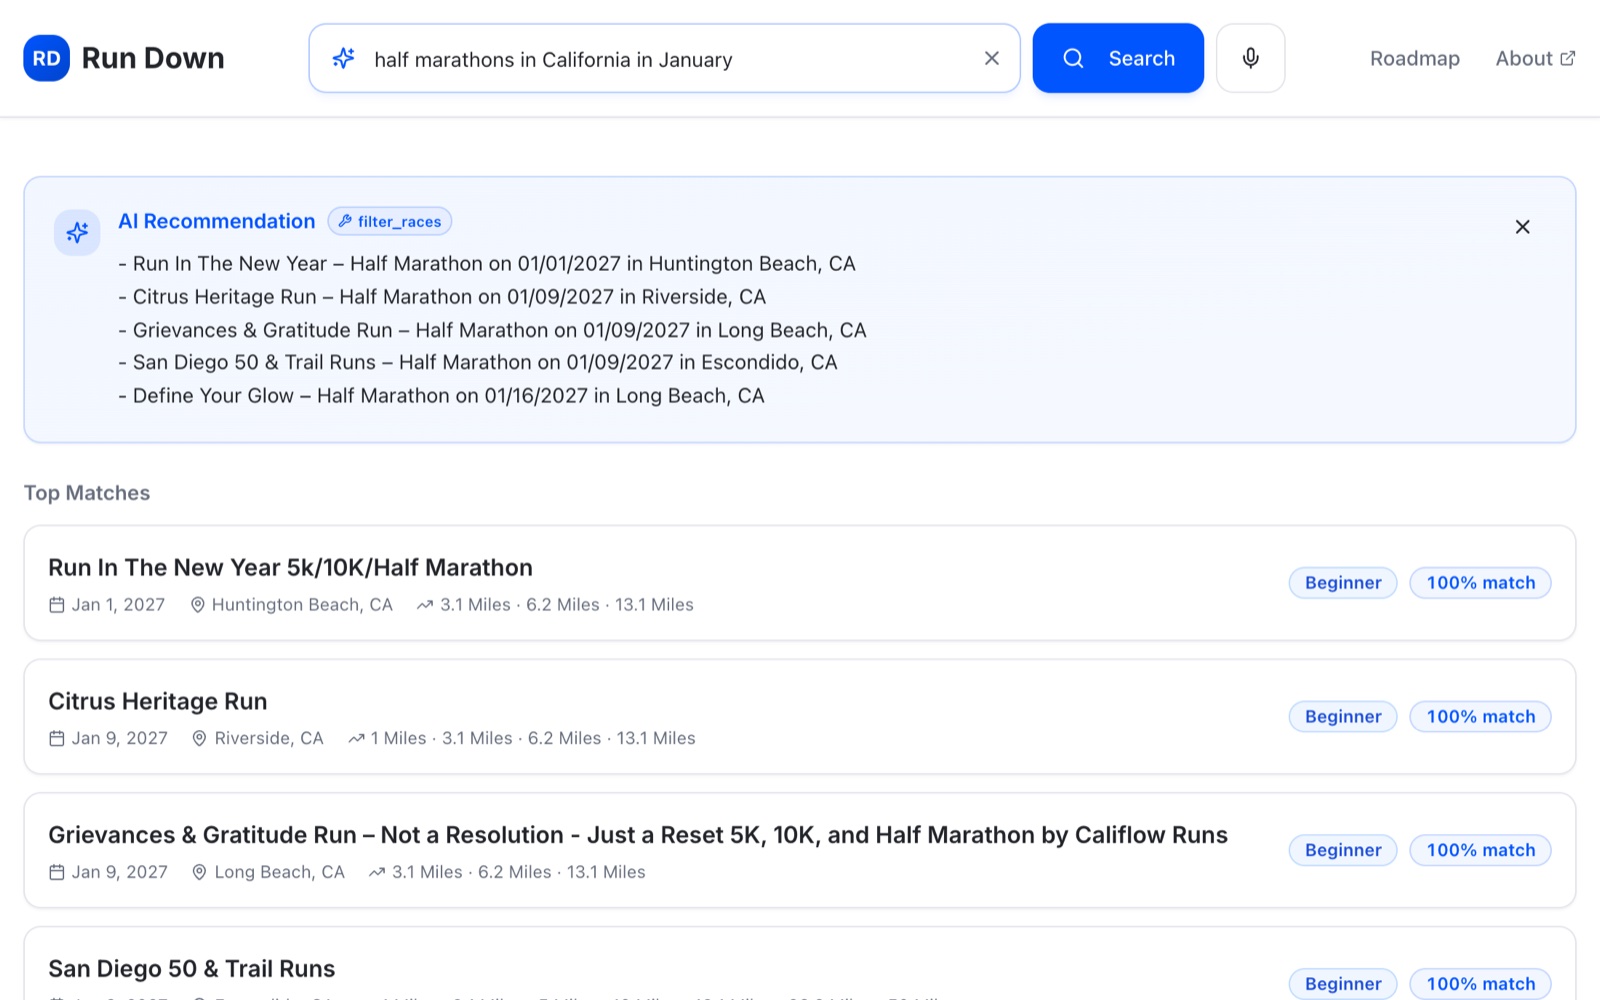 RD Run Down
half marathons in California in January
Search
Roadmap
About
AI Recommendation
filter_races
- Run In The New Year – Half Marathon on 01/01/2027 in Huntington Beach, CA
- Citrus Heritage Run – Half Marathon on 01/09/2027 in Riverside, CA
- Grievances & Gratitude Run – Half Marathon on 01/09/2027 in Long Beach, CA
- San Diego 50 & Trail Runs – Half Marathon on 01/09/2027 in Escondido, CA
- Define Your Glow – Half Marathon on 01/16/2027 in Long Beach, CA
Top Matches
Run In The New Year 5k/10K/Half Marathon
Jan 1, 2027 Huntington Beach, CA 3.1 Miles · 6.2 Miles · 13.1 Miles
Beginner 100% match
Citrus Heritage Run
Jan 9, 2027 Riverside, CA 1 Miles · 3.1 Miles · 6.2 Miles · 13.1 Miles
Beginner 100% match
Grievances & Gratitude Run – Not a Resolution - Just a Reset 5K, 10K, and Half Marathon by Califlow Runs
Jan 9, 2027 Long Beach, CA 3.1 Miles · 6.2 Miles · 13.1 Miles
Beginner 100% match
San Diego 50 & Trail Runs
Beginner 100% match